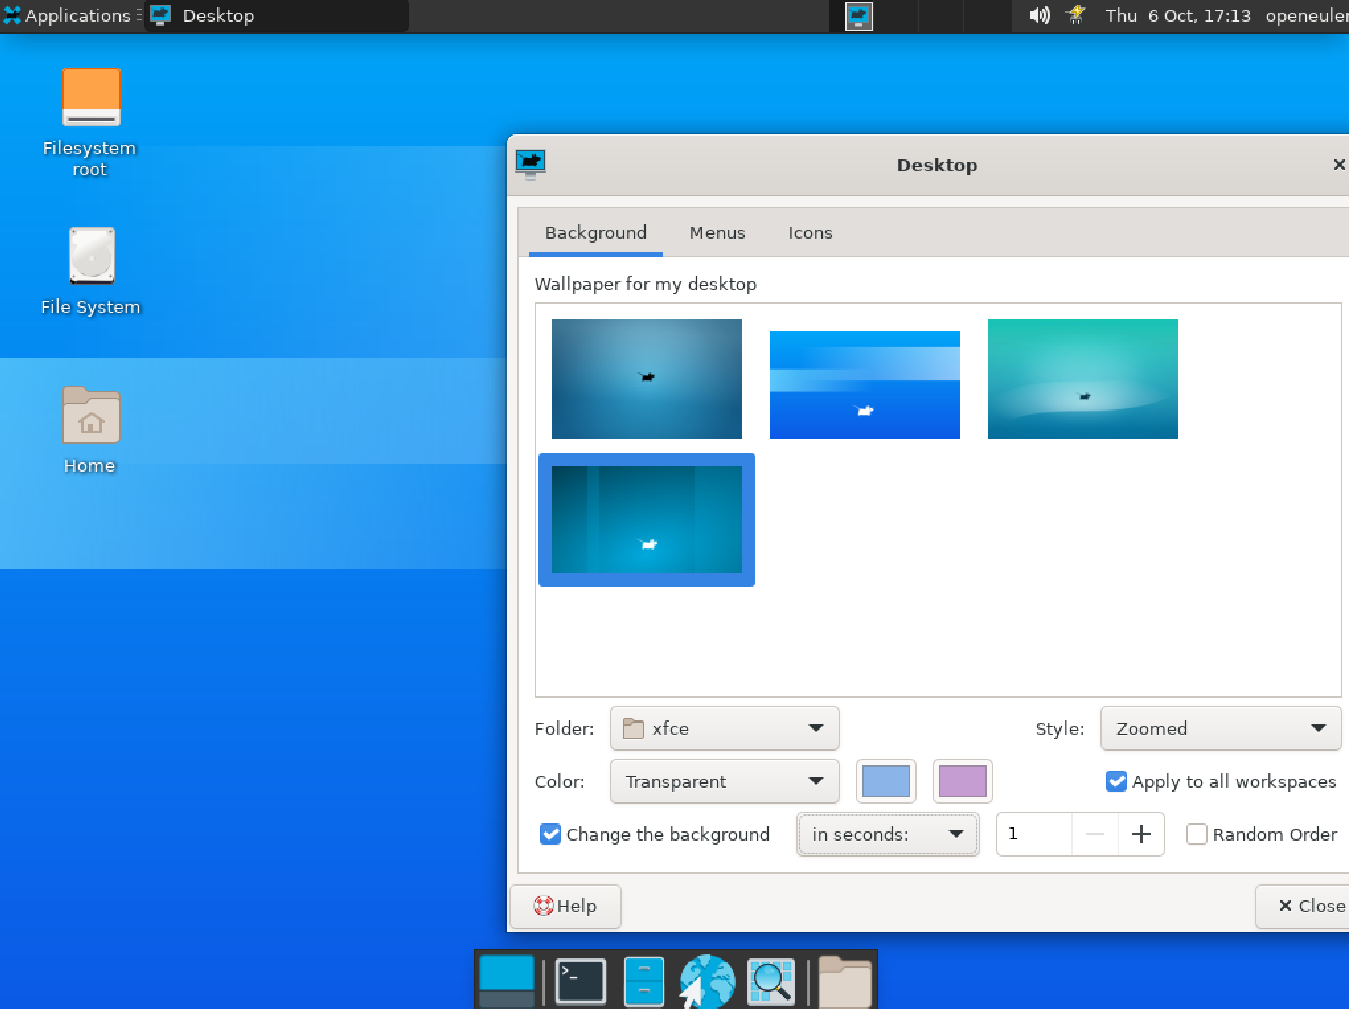 Applications
Desktop
Thu 6 Oct, 17:13
openeuler
Filesystem
root
File System
Home
Desktop
Background
Menus
Icons
Wallpaper for my desktop
Folder:
xfce
Style:
Zoomed
Color:
Transparent
Apply to all workspaces
Change the background
in seconds:
1
Random Order
Help
Close
>_